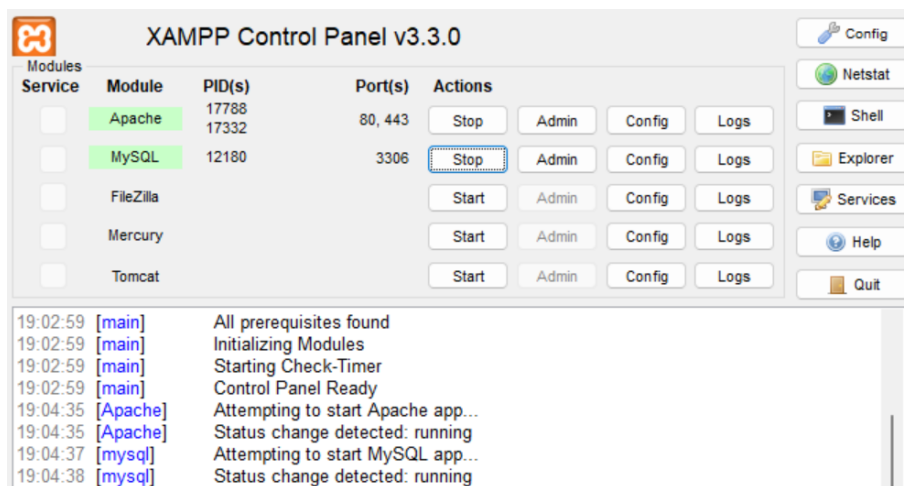 XAMPP Control Panel v3.3.0
Config
Modules
Service Module PID(s) Port(s) Actions
Netstat
Apache 17788 17332 80, 443 Stop Admin Config Logs
Shell
MySQL 12180 3306 Stop Admin Config Logs
Explorer
FileZilla Start Admin Config Logs
Services
Mercury Start Admin Config Logs
Help
Tomcat Start Admin Config Logs
Quit
19:02:59 [main] All prerequisites found
19:02:59 [main] Initializing Modules
19:02:59 [main] Starting Check-Timer
19:02:59 [main] Control Panel Ready
19:04:35 [Apache] Attempting to start Apache app...
19:04:35 [Apache] Status change detected: running
19:04:37 [mysql] Attempting to start MySQL app...
19:04:38 [mysql] Status change detected: running